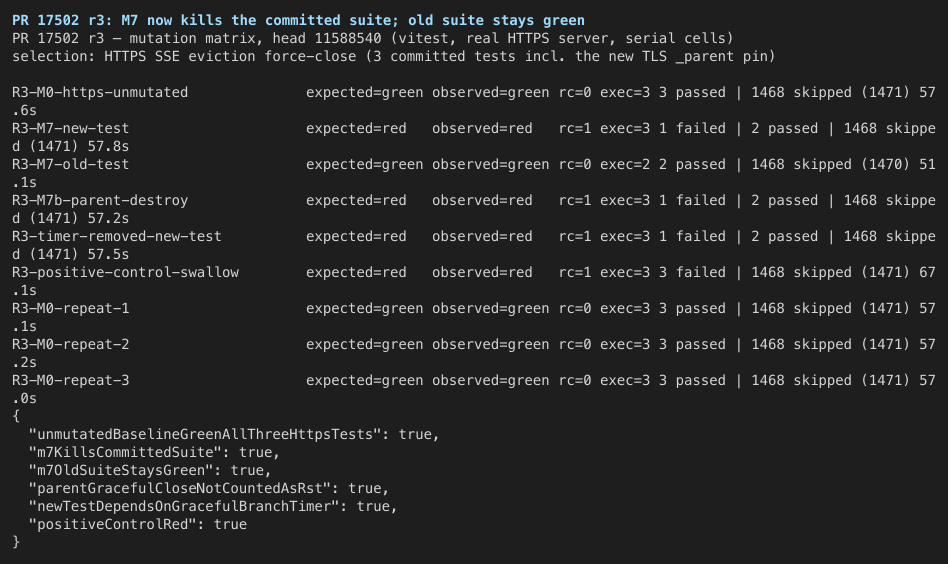 PR 17502 r3: M7 now kills the committed suite; old suite stays green
PR 17502 r3 — mutation matrix, head 11588540 (vitest, real HTTPS server, serial cells)
selection: HTTPS SSE eviction force-close (3 committed tests incl. the new TLS _parent pin)

R3-M0-https-unmutated              expected=green observed=green rc=0 exec=3 3 passed | 1468 skipped (1471) 57
.6s
R3-M7-new-test                     expected=red   observed=red   rc=1 exec=3 1 failed | 2 passed | 1468 skippe
d (1471) 57.8s
R3-M7-old-test                     expected=green observed=green rc=0 exec=2 2 passed | 1468 skipped (1470) 51
.1s
R3-M7b-parent-destroy              expected=red   observed=red   rc=1 exec=3 1 failed | 2 passed | 1468 skippe
d (1471) 57.2s
R3-timer-removed-new-test          expected=red   observed=red   rc=1 exec=3 1 failed | 2 passed | 1468 skippe
d (1471) 57.5s
R3-positive-control-swallow        expected=red   observed=red   rc=1 exec=3 3 failed | 1468 skipped (1471) 67
.1s
R3-M0-repeat-1                     expected=green observed=green rc=0 exec=3 3 passed | 1468 skipped (1471) 57
.1s
R3-M0-repeat-2                     expected=green observed=green rc=0 exec=3 3 passed | 1468 skipped (1471) 57
.2s
R3-M0-repeat-3                     expected=green observed=green rc=0 exec=3 3 passed | 1468 skipped (1471) 57
.0s
{
  "unmutatedBaselineGreenAllThreeHttpsTests": true,
  "m7KillsCommittedSuite": true,
  "m7OldSuiteStaysGreen": true,
  "parentGracefulCloseNotCountedAsRst": true,
  "newTestDependsOnGracefulBranchTimer": true,
  "positiveControlRed": true
}